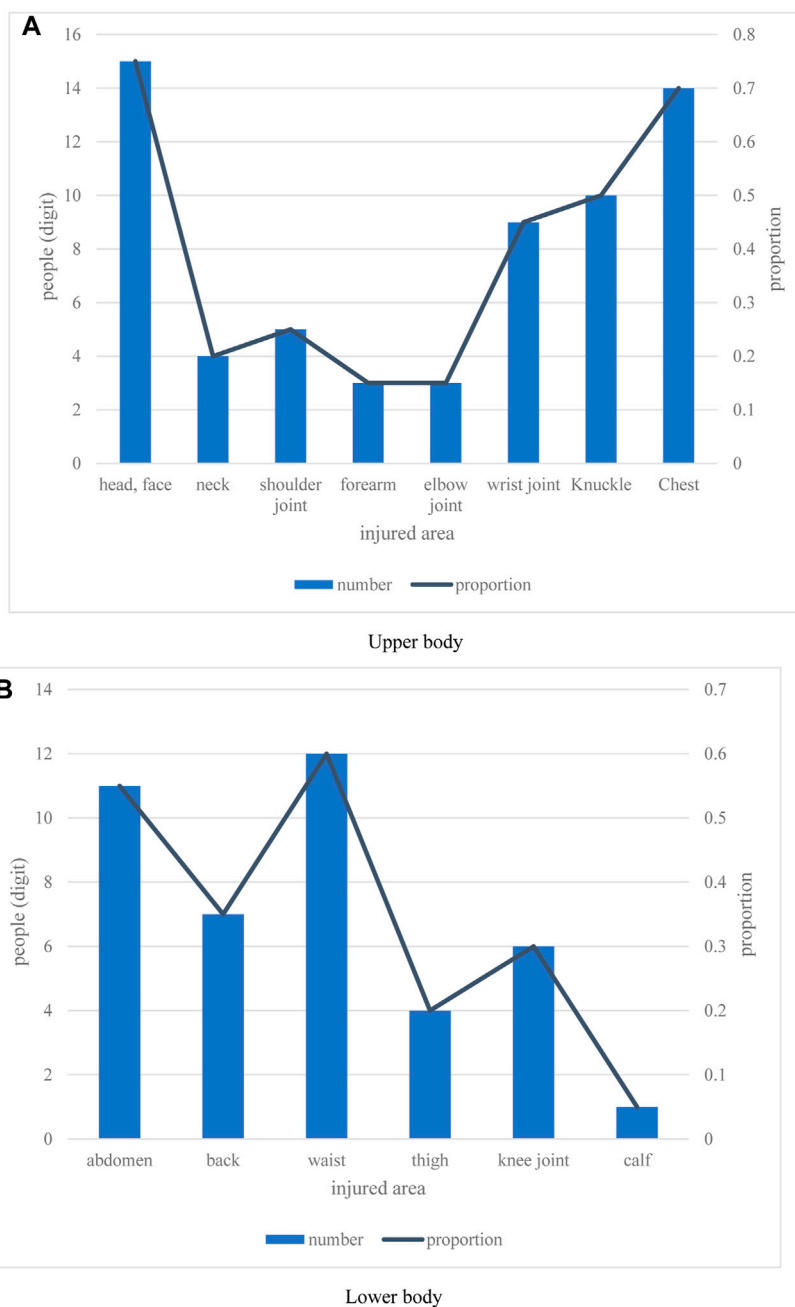 A
16
14
12
10
8
6
4
2
0
people (digit)
0.8
0.7
0.6
0.5
0.4
0.3
0.2
0.1
0
proportion
head, face
neck
shoulder
joint
forearm
elbow
joint
wrist joint
Knuckle
Chest
injured area
number
proportion
Upper body
B
14
12
10
8
6
4
2
0
people (digit)
0.7
0.6
0.5
0.4
0.3
0.2
0.1
0
proportion
abdomen
back
waist
thigh
knee joint
calf
injured area
number
proportion
Lower body